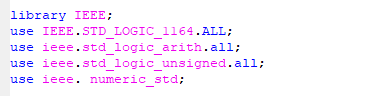 library IEEE;
use IEEE.STD_LOGIC_1164.ALL;
use ieee.std_logic_arith.all;
use ieee.std_logic_unsigned.all;
use ieee. numeric_std;